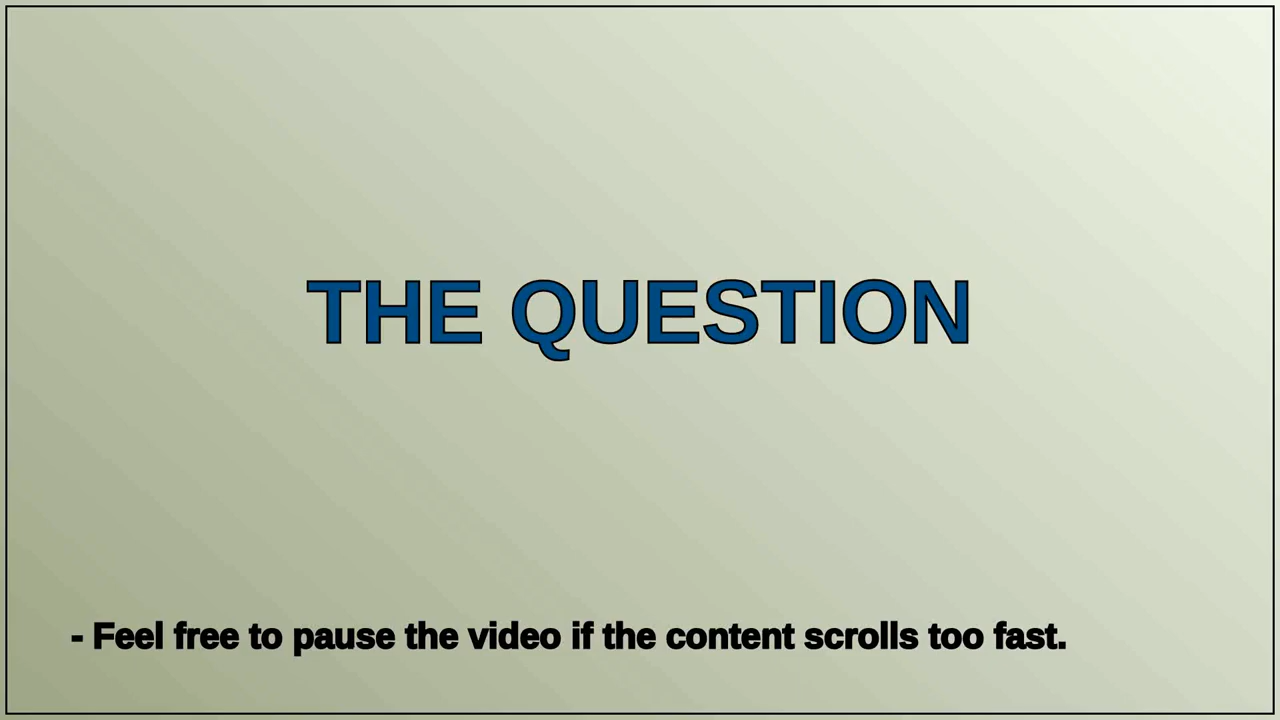 THE QUESTION
- Feel free to pause the video if the content scrolls too fast.